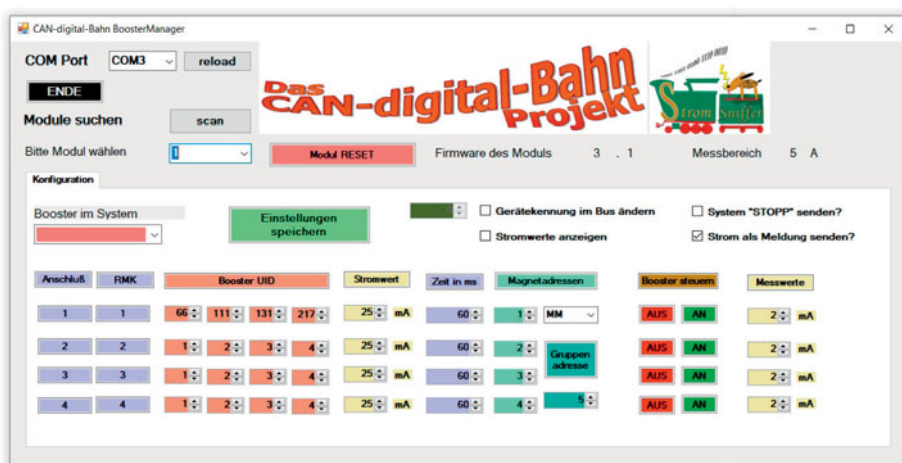 CAN-digital-Bahn BoosterManager
COM Port COM3 reload
Das
CAN-digital-Bahn
Projekt
Strom Sniffer
ENDE
Module suchen scan
Bitte Modul wählen 1 Modul RESET Firmware des Moduls 3 . 1 Messbereich 5 A
Konfiguration
Booster im System Einstellungen speichern
Gerätekennung im Bus ändern System "STOPP" senden?
Stromwerte anzeigen Strom als Meldung senden?
Anschluß RMK Booster UID Stromwert Zeit in ms Magnetadressen Booster steuern Messwerte
1 1 66 111 131 217 25 mA 60 1 MM AUS AN 2 mA
2 2 1 2 3 4 25 mA 60 2 Gruppen adresse AUS AN 2 mA
3 3 1 2 3 4 25 mA 60 3 AUS AN 2 mA
4 4 1 2 3 4 25 mA 60 4 5 AUS AN 2 mA